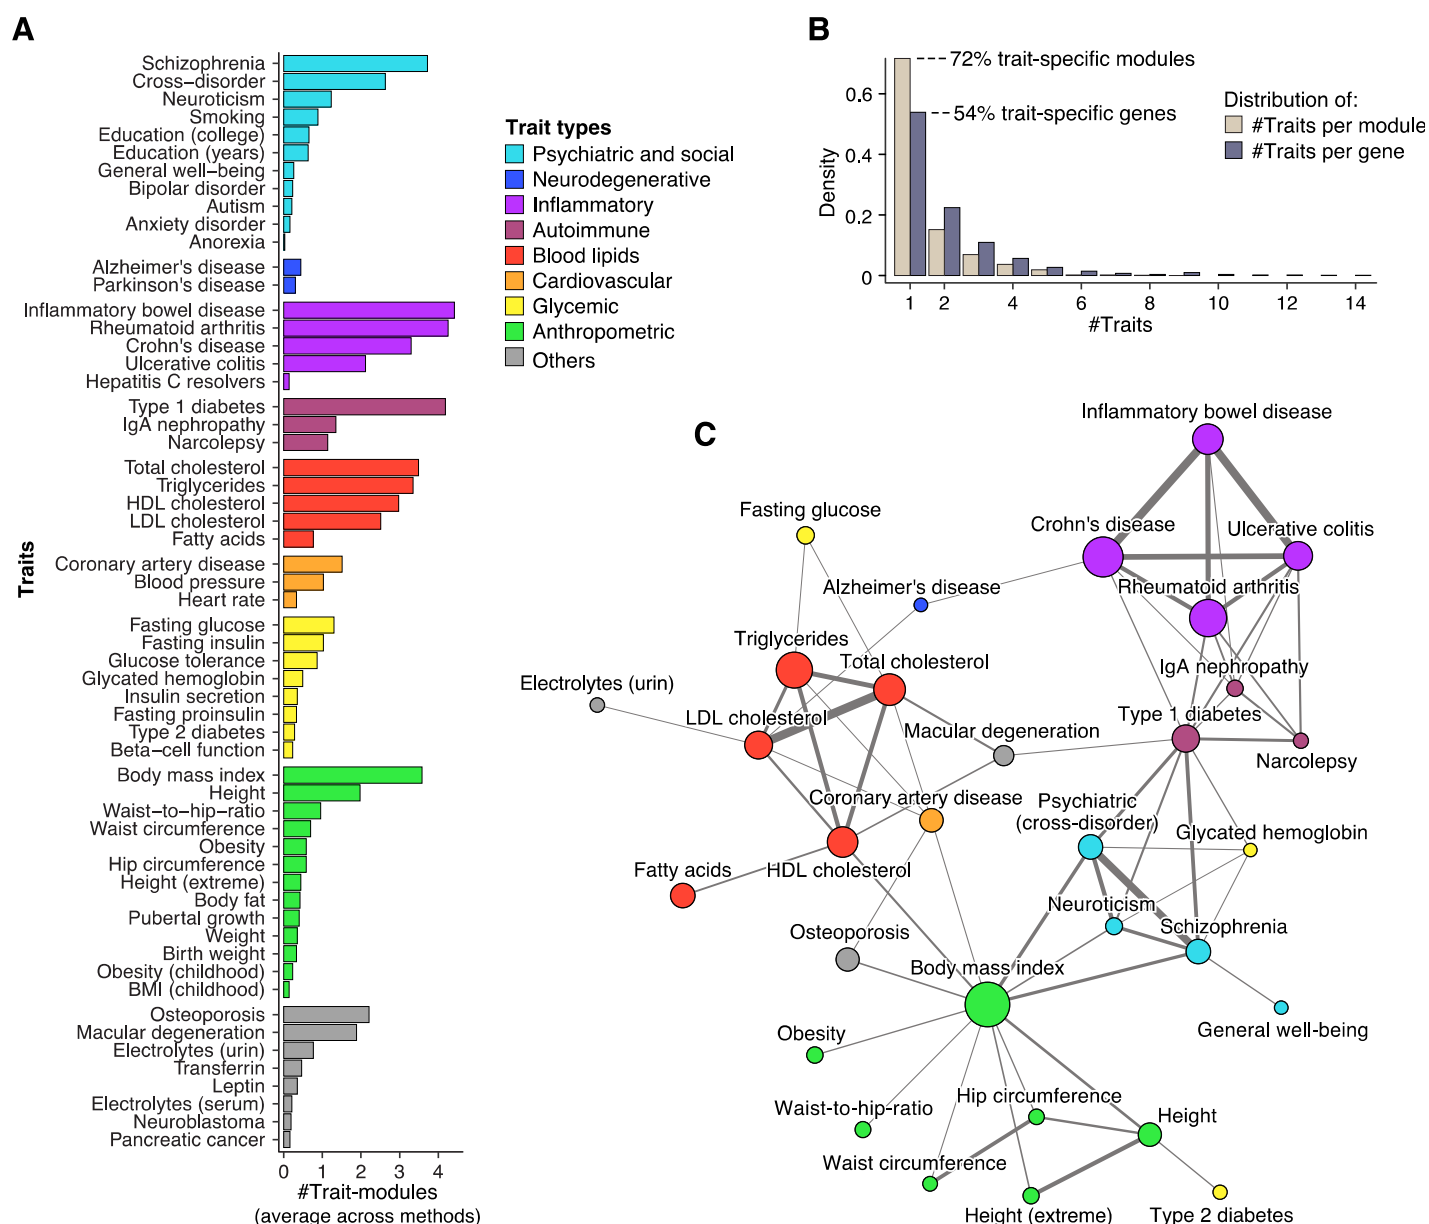 A
Schizophrenia
Cross−disorder
Neuroticism
Smoking
Education (college)
Education (years)
General well−being
Bipolar disorder
Autism
Anxiety disorder
Anorexia
Alzheimer's disease
Parkinson's disease
Inflammatory bowel disease
Rheumatoid arthritis
Crohn's disease
Ulcerative colitis
Hepatitis C resolvers
Type 1 diabetes
IgA nephropathy
Narcolepsy
Total cholesterol
Triglycerides
HDL cholesterol
LDL cholesterol
Fatty acids
Coronary artery disease
Blood pressure
Heart rate
Fasting glucose
Fasting insulin
Glucose tolerance
Glycated hemoglobin
Insulin secretion
Fasting proinsulin
Type 2 diabetes
Beta−cell function
Body mass index
Height
Waist−to−hip−ratio
Waist circumference
Obesity
Hip circumference
Height (extreme)
Body fat
Pubertal growth
Weight
Birth weight
Obesity (childhood)
BMI (childhood)
Osteoporosis
Macular degeneration
Electrolytes (urin)
Transferrin
Leptin
Electrolytes (serum)
Neuroblastoma
Pancreatic cancer
Traits
0 1 2 3 4
#Trait-modules
(average across methods)
Trait types
Psychiatric and social
Neurodegenerative
Inflammatory
Autoimmune
Blood lipids
Cardiovascular
Glycemic
Anthropometric
Others
B
72% trait-specific modules
54% trait-specific genes
Distribution of:
#Traits per module
#Traits per gene
Density
0.6
0.4
0.2
0
1 2 4 6 8 10 12 14
#Traits
C
Inflammatory bowel disease
Fasting glucose
Crohn's disease
Ulcerative colitis
Alzheimer's disease
Rheumatoid arthritis
Triglycerides
Total cholesterol
IgA nephropathy
Electrolytes (urin)
LDL cholesterol
Type 1 diabetes
Macular degeneration
Narcolepsy
Coronary artery disease
Psychiatric
(cross-disorder)
Glycated hemoglobin
Fatty acids
HDL cholesterol
Neuroticism
Schizophrenia
Osteoporosis
Body mass index
General well-being
Obesity
Hip circumference
Waist-to-hip-ratio
Height
Waist circumference
Height (extreme)
Type 2 diabetes